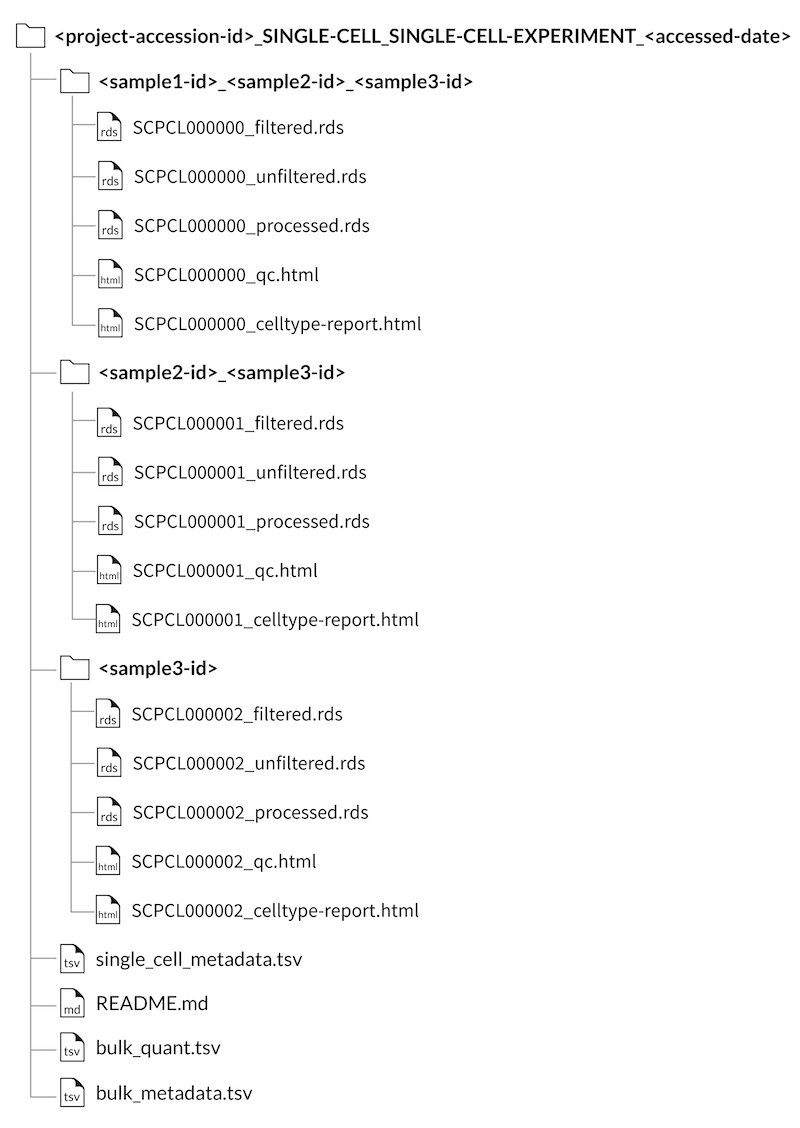 <project-accession-id>_SINGLE-CELL_SINGLE-CELL-EXPERIMENT_<accessed-date>
<sample1-id>_<sample2-id>_<sample3-id>
rds SCPCL000000_filtered.rds
rds SCPCL000000_unfiltered.rds
rds SCPCL000000_processed.rds
html SCPCL000000_qc.html
html SCPCL000000_celltype-report.html
<sample2-id>_<sample3-id>
rds SCPCL000001_filtered.rds
rds SCPCL000001_unfiltered.rds
rds SCPCL000001_processed.rds
html SCPCL000001_qc.html
html SCPCL000001_celltype-report.html
<sample3-id>
rds SCPCL000002_filtered.rds
rds SCPCL000002_unfiltered.rds
rds SCPCL000002_processed.rds
html SCPCL000002_qc.html
html SCPCL000002_celltype-report.html
tsv single_cell_metadata.tsv
md README.md
tsv bulk_quant.tsv
tsv bulk_metadata.tsv